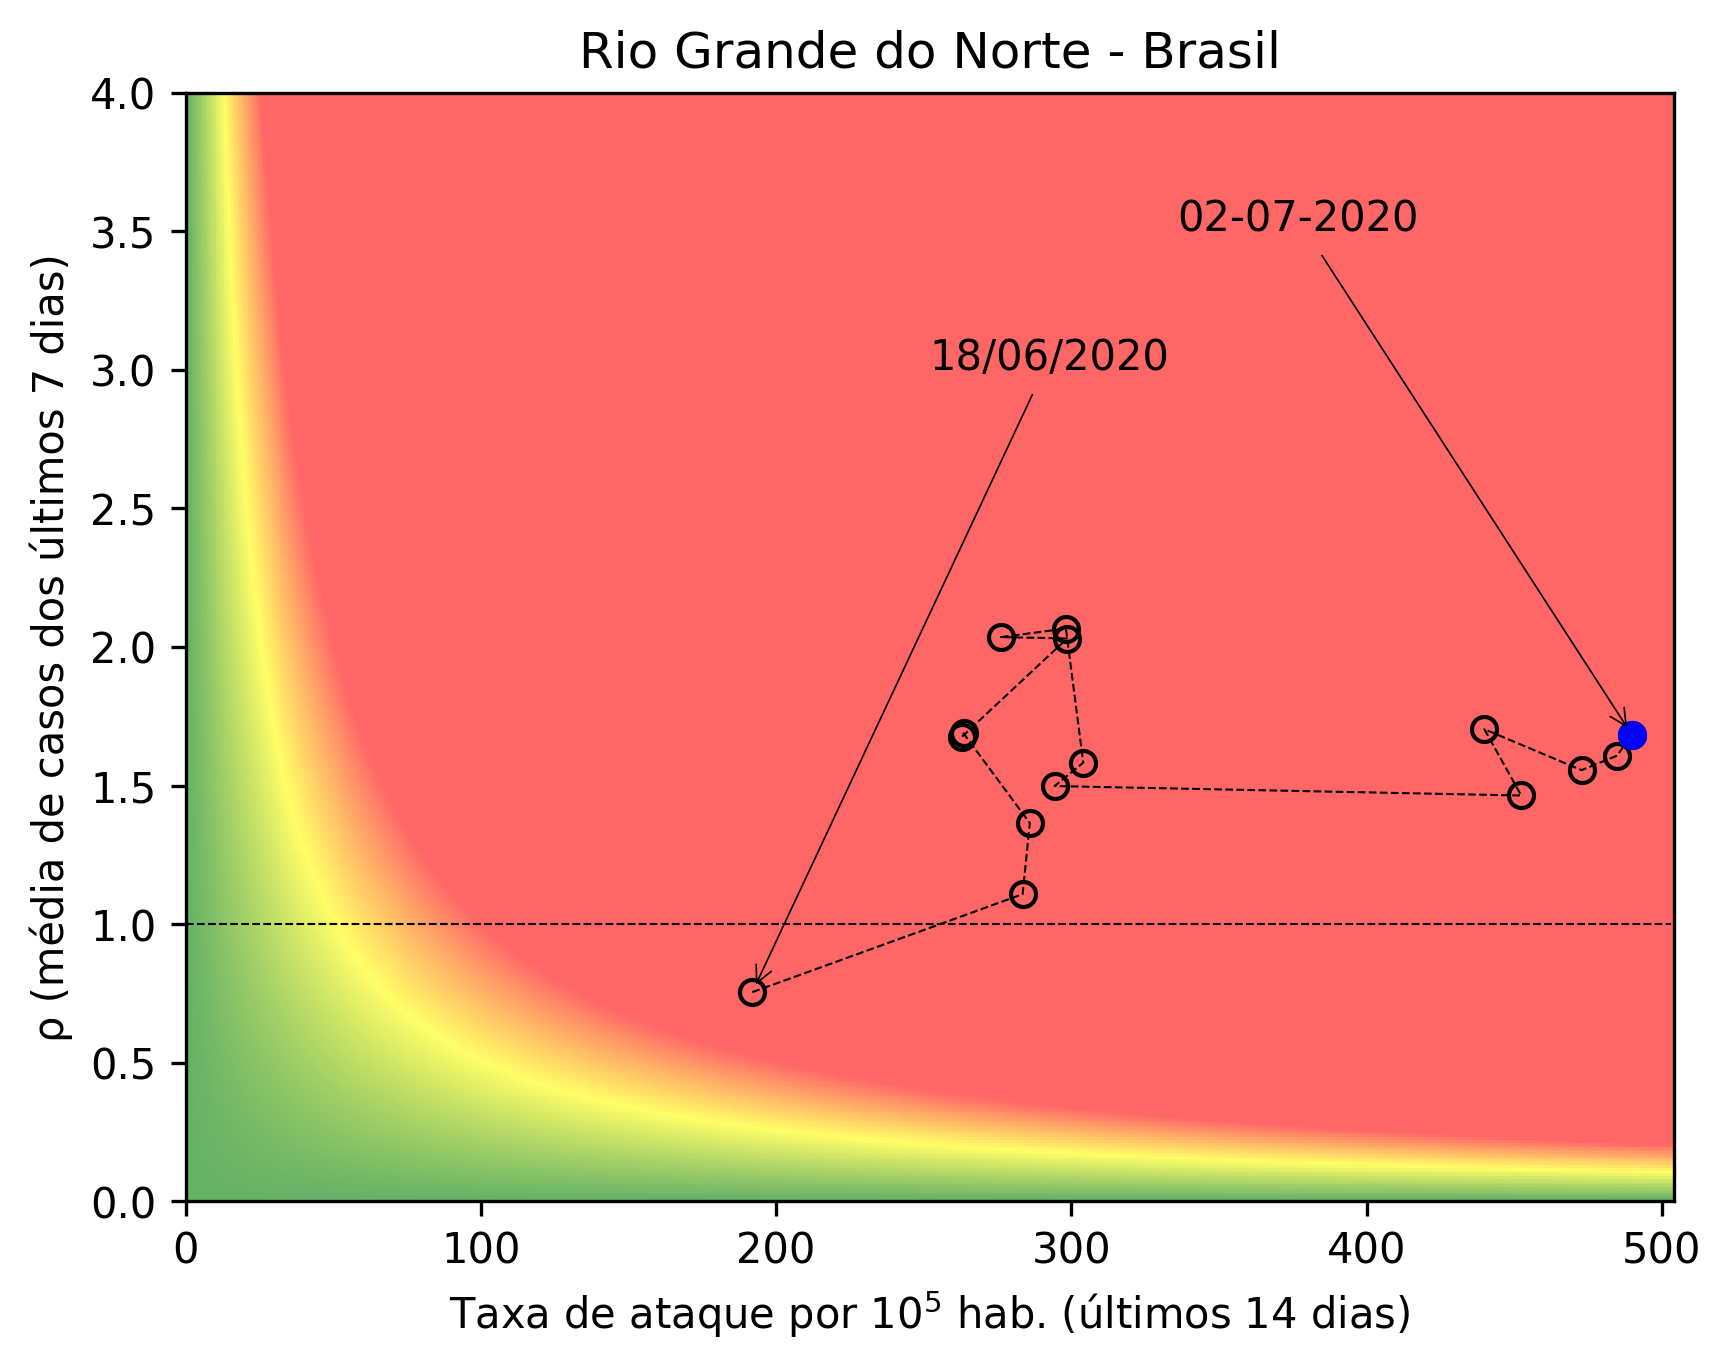 Rio Grande do Norte - Brasil
4.0
3.5
3.0
2.5
2.0
1.5
1.0
0.5
0.0
ρ (média de casos dos últimos 7 dias)
02-07-2020
18/06/2020
0 100 200 300 400 500
Taxa de ataque por 10⁵ hab. (últimos 14 dias)